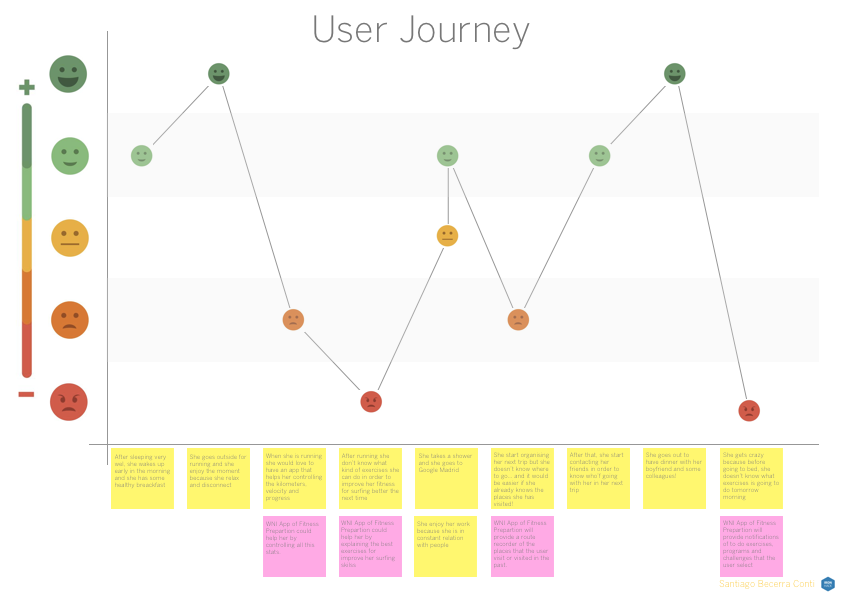 User Journey
After sleeping very
wel, she wakes up
early in the morning
and she has some
healthy breakfast
She goes outside for
running and she
enjoy the moment
because she relax
and disconnect
When she is running
she would love to
have an app that
helps her controlling
the kilometers,
velocity and
progress
After running she
don't know what
kind of exercises she
can do in order to
improve her fitness
for surfing better the
next time
She takes a shower
and she goes to
Google Madrid
She start organising
her next trip but she
doesn't know where
to go... and it would
be easier if she
already knows the
places she has
visited!
After that, she start
contacting her
friends in order to
know who? going
with her in her next
trip
She goes out to
have dinner with her
boyfriend and some
colleagues!
She gets crazy
because before
going to bed, she
doesn't know what
exercises is going to
do tomorrow
morning
WNI App of Fitness
Prepartion could
help her by
controlling all this
stats.
WNI App of Fitness
Prepartion could
help her by
explaining the best
exercises for
improve her surfing
skills
She enjoy her work
because she is in
constant relation
with people
WNI App of Fitness
Prepartion will
provide a route
recorder of the
places that the user
visit or visited in the
past.
WNI App of Fitness
Prepartion will
provide notifications
of to do exercises,
programs and
challenges that the
user select
Santiago Becerra Conti